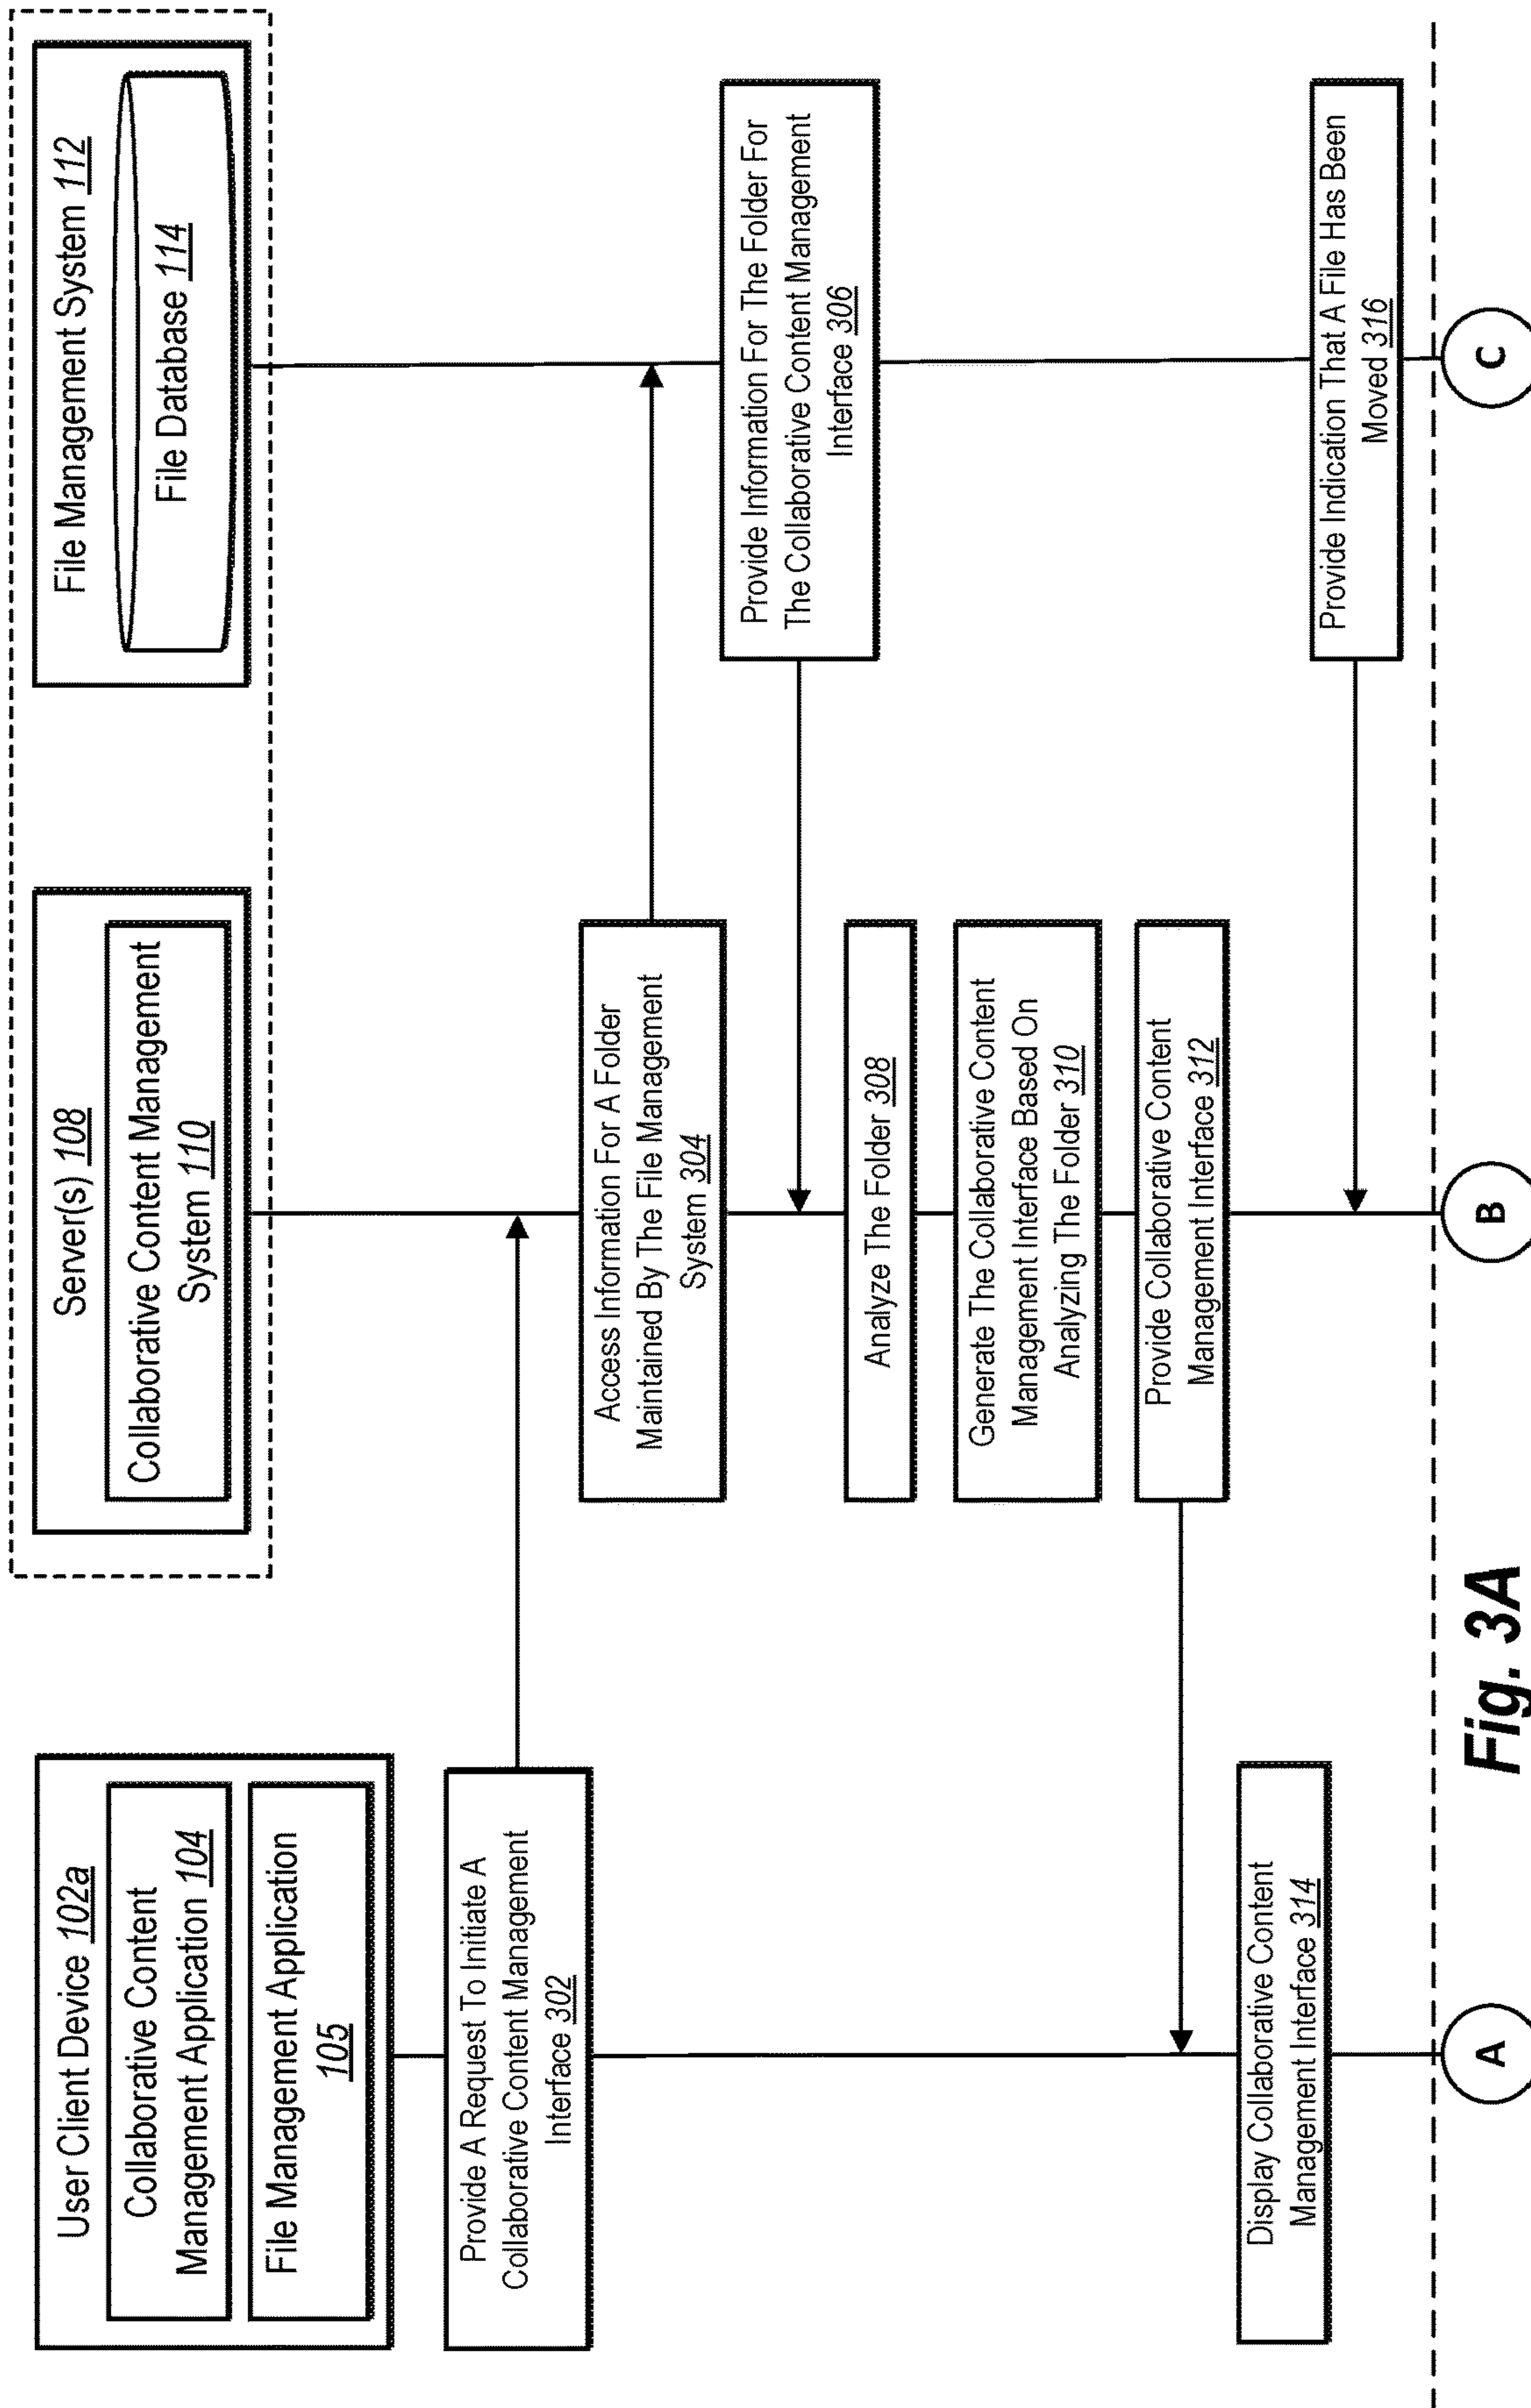 User Client Device 102a
Collaborative Content
Management Application 104
File Management Application
105
Server(s) 108
Collaborative Content Management
System 110
File Management System 112
File Database 114
Provide A Request To Initiate A
Collaborative Content Management
Interface 302
Access Information For A Folder
Maintained By The File Management
System 304
Provide Information For The Folder For
The Collaborative Content Management
Interface 306
Analyze The Folder 308
Generate The Collaborative Content
Management Interface Based On
Analyzing The Folder 310
Provide Collaborative Content
Management Interface 312
Display Collaborative Content
Management Interface 314
Provide Indication That A File Has Been
Moved 316
A
B
C
Fig. 3A